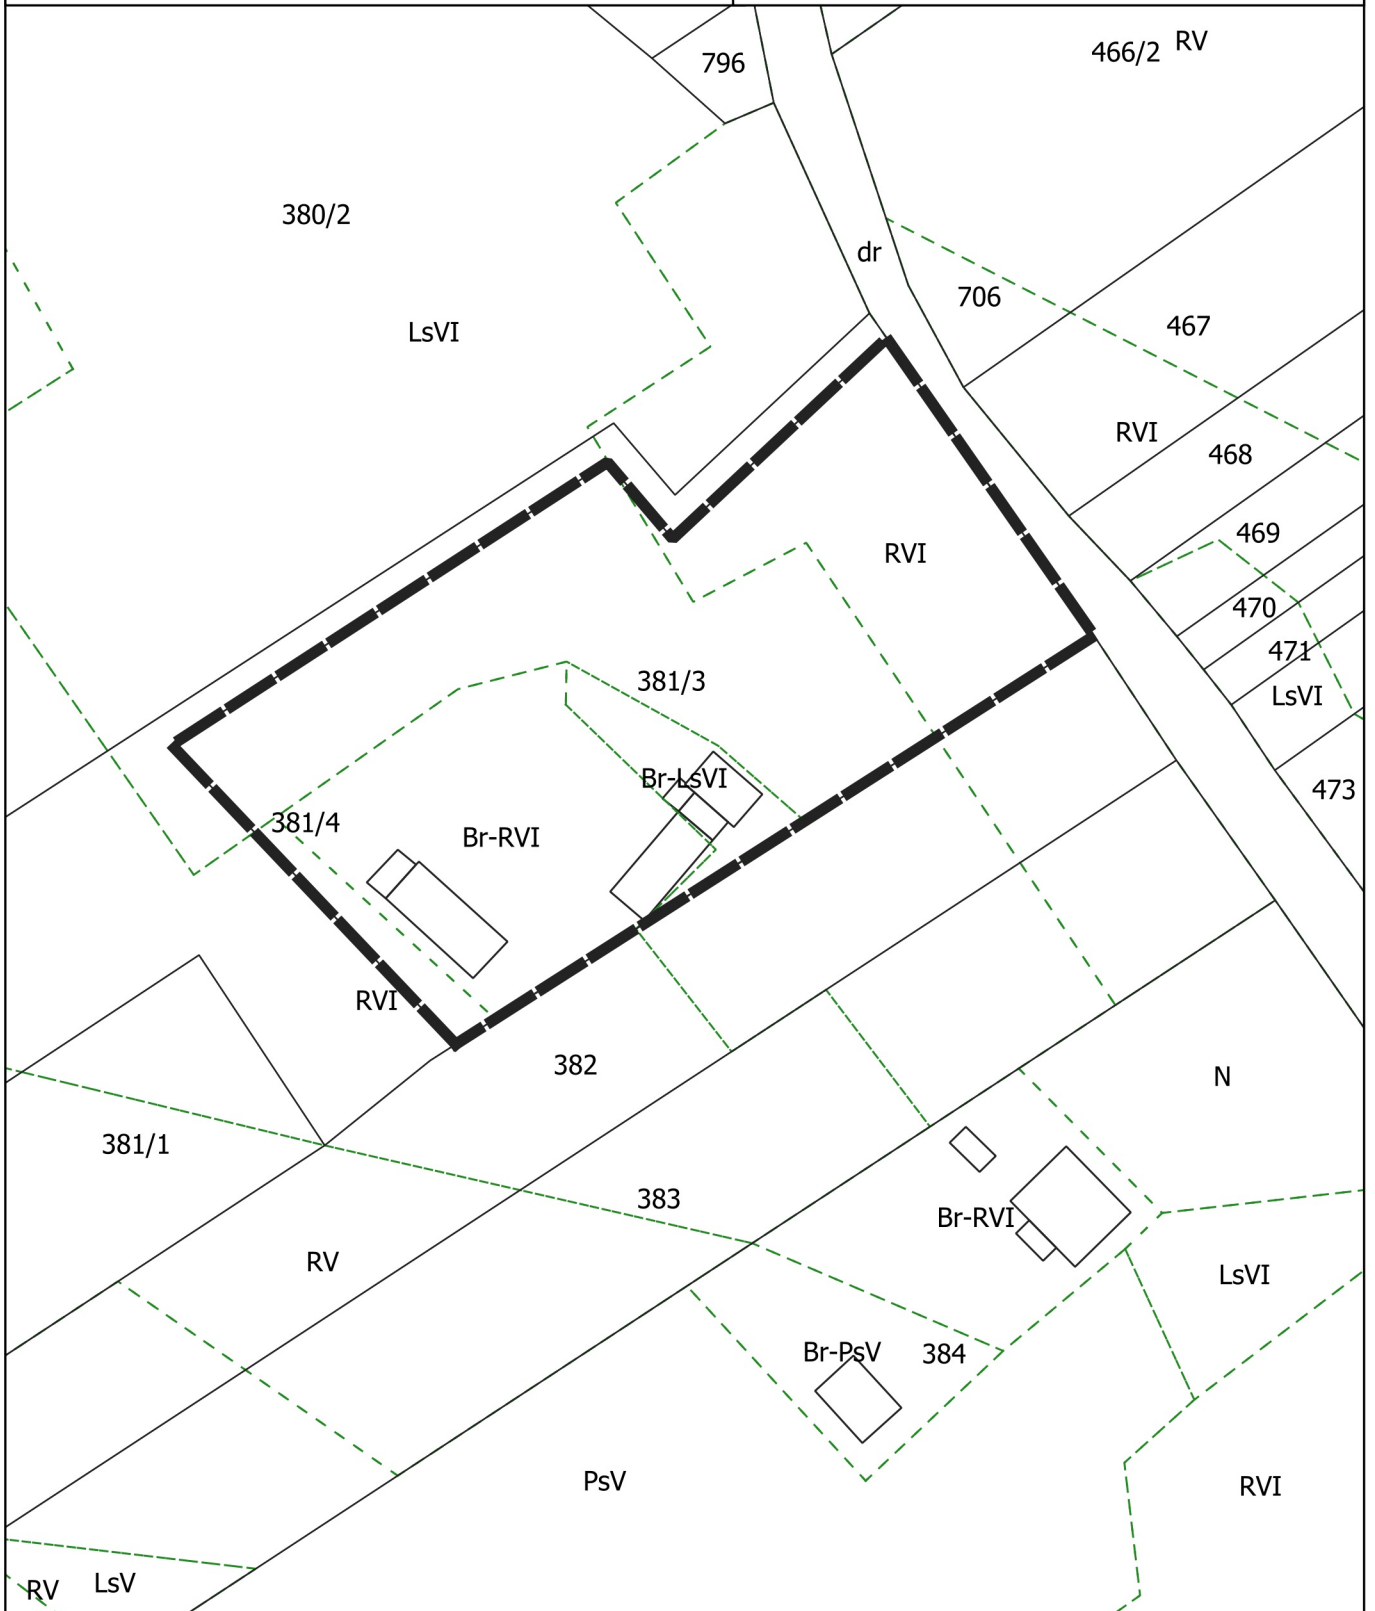 796
466/2 RV
380/2
dr
706
467
LsVI
RVI
468
469
RVI
470
471
381/3
LsVI
Br-LsVI
473
381/4
Br-RVI
RVI
382
N
381/1
383
Br-RVI
RV
LsVI
Br-PsV
384
PsV
RVI
LsV
RV